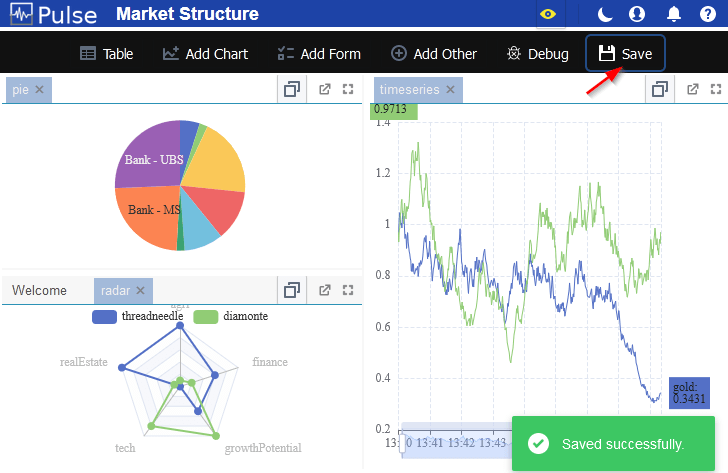 Pulse Market Structure
Table Add Chart Add Form Add Other Debug Save
pie
Bank - UBS
Bank - MS
Welcome radar
threadneedle diamonte
realEstate finance
tech growthPotential
timeseries
0.9713
1.4
1.2
1
0.8
0.6
0.4
0.2
gold:
0.3431
13:41 13:42 13:43
Saved successfully.